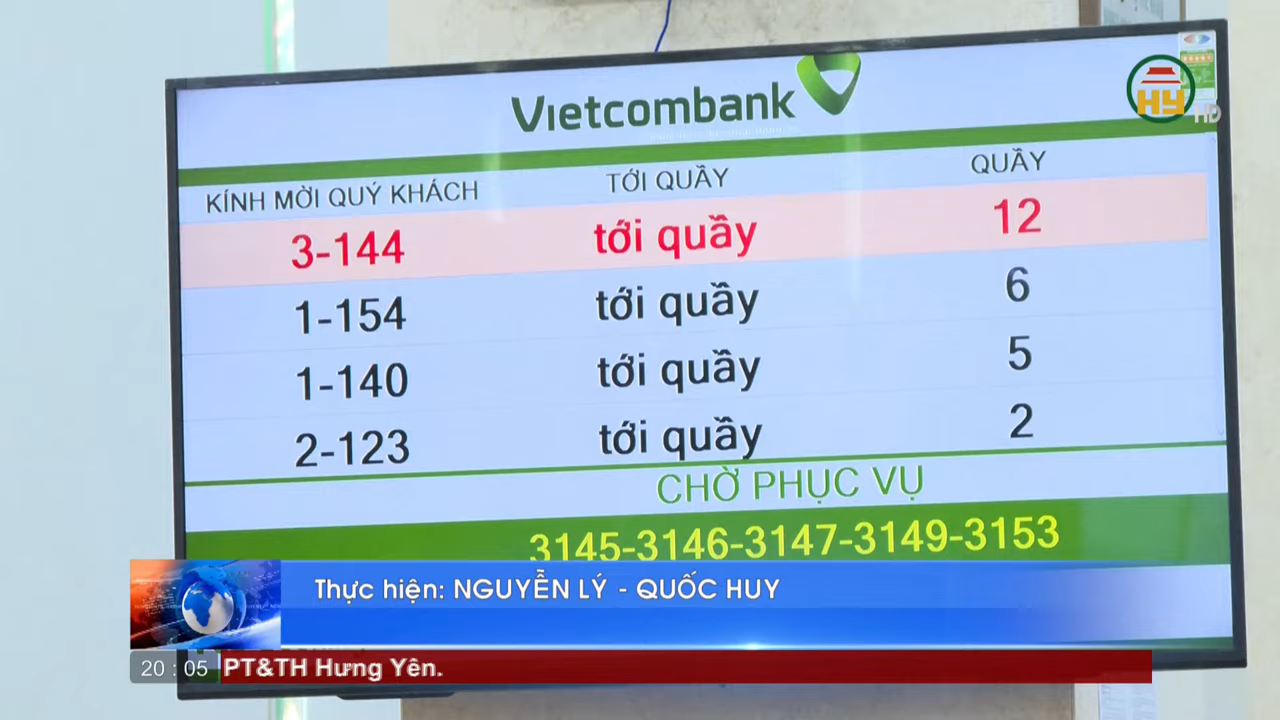 Vietcombank
HY
HD
KÍNH MỜI QUÝ KHÁCH TỚI QUẦY QUẦY
3-144 tới quầy 12
1-154 tới quầy 6
1-140 tới quầy 5
2-123 tới quầy 2
CHỜ PHỤC VỤ
3145-3146-3147-3149-3153
Thực hiện: NGUYỄN LÝ - QUỐC HUY
20 : 05 PT&TH Hưng Yên.